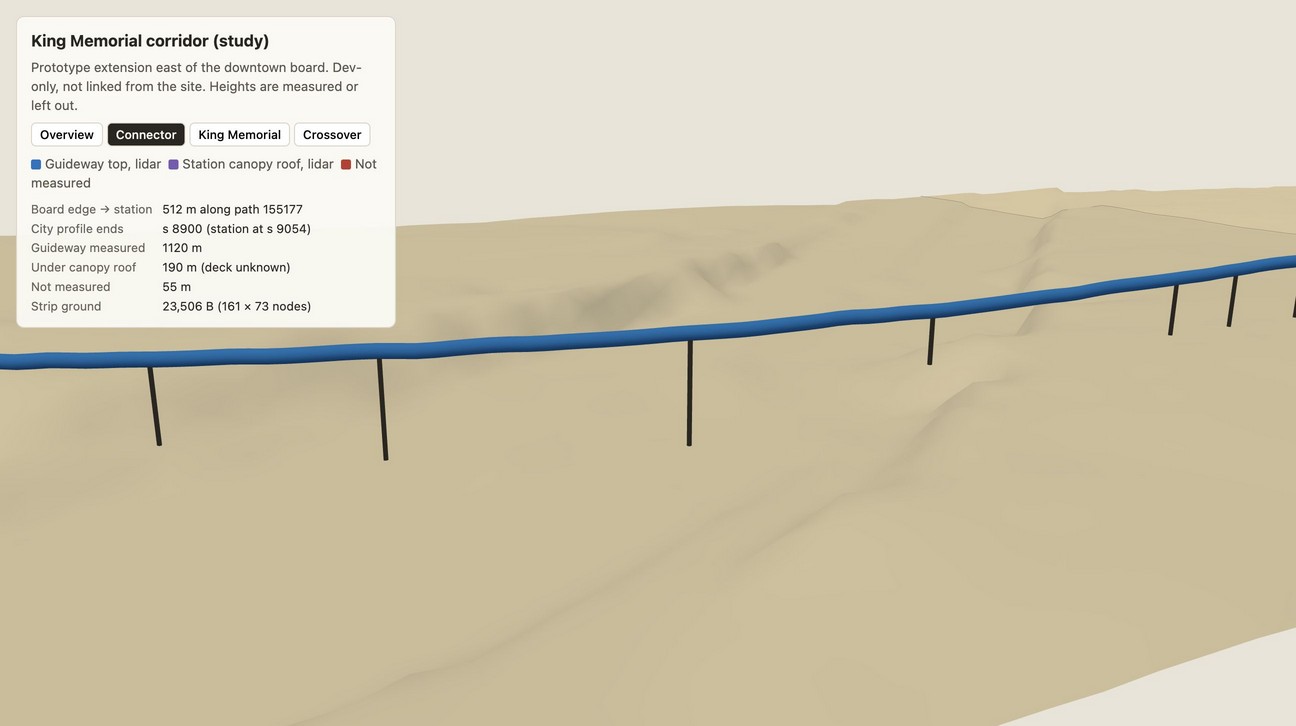 King Memorial corridor (study)
Prototype extension east of the downtown board. Dev-
only, not linked from the site. Heights are measured or
left out.
Overview Connector King Memorial Crossover
Guideway top, lidar Station canopy roof, lidar Not
measured
Board edge → station 512 m along path 155177
City profile ends s 8900 (station at s 9054)
Guideway measured 1120 m
Under canopy roof 190 m (deck unknown)
Not measured 55 m
Strip ground 23,506 B (161 × 73 nodes)